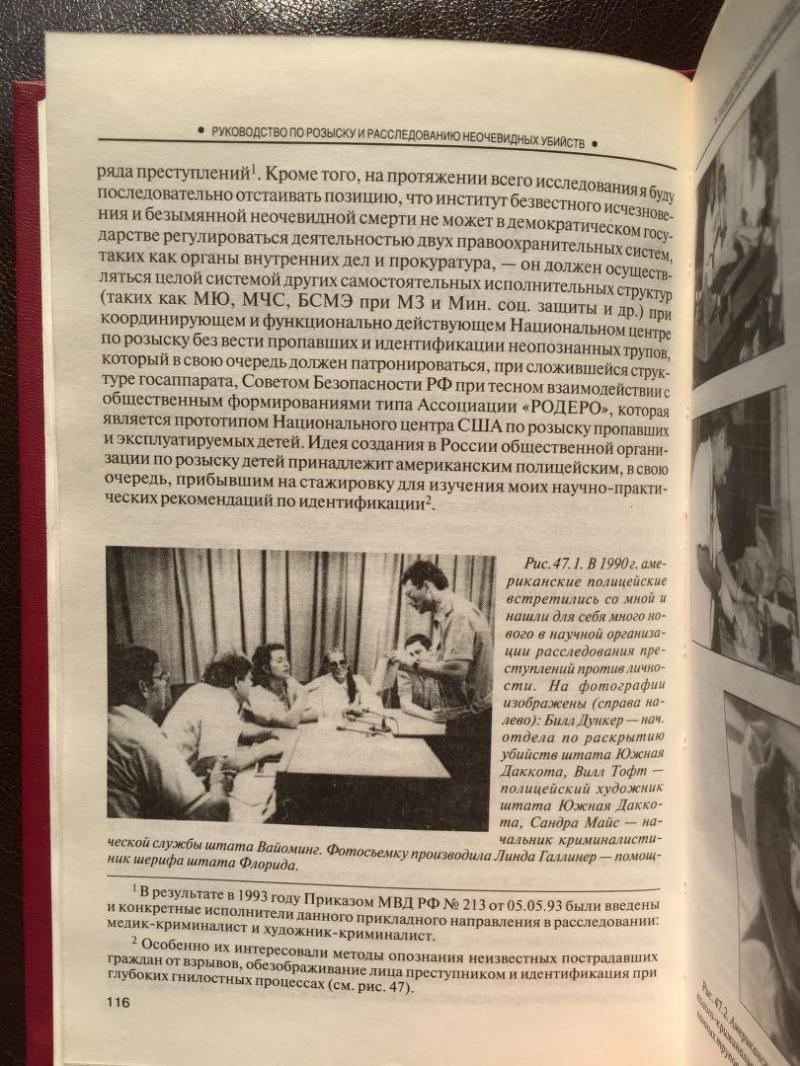 • РУКОВОДСТВО ПО РОЗЫСКУ И РАССЛЕДОВАНИЮ НЕОЧЕВИДНЫХ УБИЙСТВ •
ряда преступлений¹. Кроме того, на протяжении всего исследования я буду
последовательно отстаивать позицию, что институт безвестного исчезнове-
ния и безымянной неочевидной смерти не может в демократическом госу-
дарстве регулироваться деятельностью двух правоохранительных систем,
таких как органы внутренних дел и прокуратура, — он должен осуществ-
ляться целой системой других самостоятельных исполнительных структур
(таких как МЮ, МЧС, БСМЭ при МЗ и Мин. соц. защиты и др.) при
координирующем и функционально действующем Национальном центре
по розыску без вести пропавших и идентификации неопознанных трупов,
который в свою очередь должен патронироваться, при сложившейся струк-
туре госаппарата, Советом Безопасности РФ при тесном взаимодействии с
общественным формированиями типа Ассоциации «РОДЕРО», которая
является прототипом Национального центра США по розыску пропавших
и эксплуатируемых детей. Идея создания в России общественной органи-
зации по розыску детей принадлежит американским полицейским, в свою
очередь, прибывшим на стажировку для изучения моих научно-практи-
ческих рекомендаций по идентификации².
Рис. 47.1. В 1990 г. аме-
риканские полицейские
встретились со мной и
нашли для себя много но-
вого в научной организа-
ции расследования пре-
ступлений против лично-
сти. На фотографии
изображены (справа на-
лево): Билл Дункер — нач.
отдела по раскрытию
убийств штата Южная
Даккота, Вилл Тофт —
полицейский художник
штата Южная Дакко-
та, Сандра Майс — на-
чальник криминалисти-
ческой службы штата Вайоминг. Фотосъемку производила Линда Галлинер — помощ-
ник шерифа штата Флорида.
¹ В результате в 1993 году Приказом МВД РФ № 213 от 05.05.93 были введены
и конкретные исполнители данного прикладного направления в расследовании:
медик-криминалист и художник-криминалист.
² Особенно их интересовали методы опознания неизвестных пострадавших
граждан от взрывов, обезображивание лица преступником и идентификация при
глубоких гнилостных процессах (см. рис. 47).
116
Рис. 47.2.